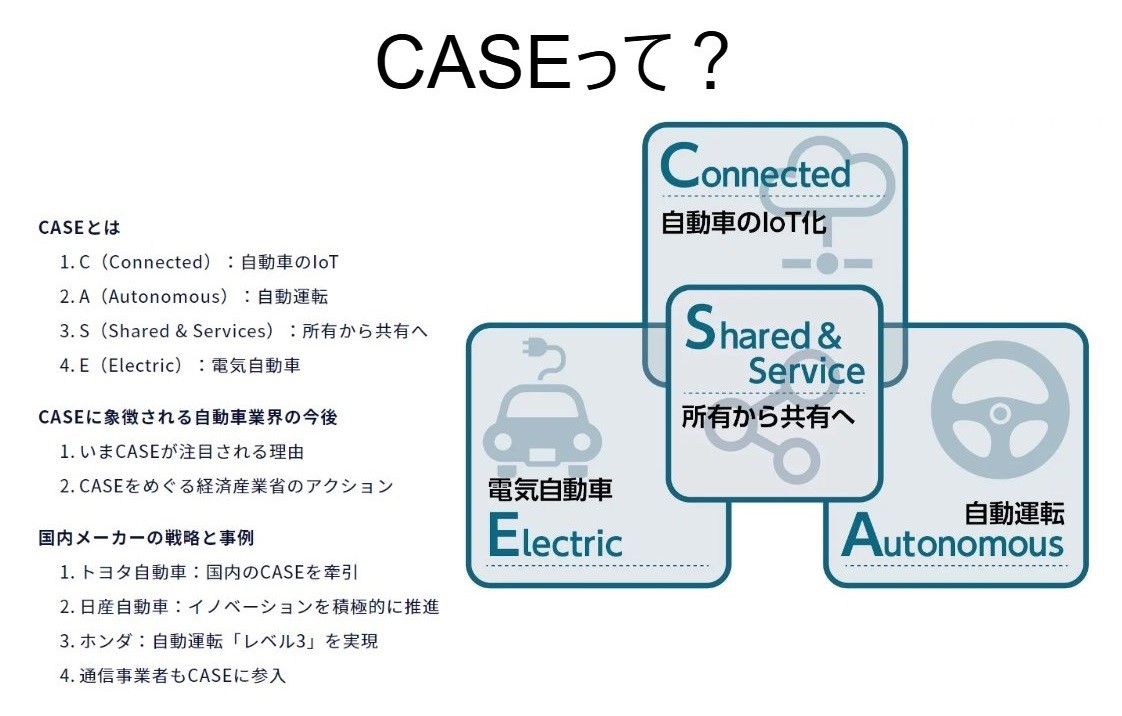 CASEって？
CASEとは
1. C（Connected）：自動車のIoT
2. A（Autonomous）：自動運転
3. S（Shared & Services）：所有から共有へ
4. E（Electric）：電気自動車
CASEに象徴される自動車業界の今後
1. いまCASEが注目される理由
2. CASEをめぐる経済産業省のアクション
国内メーカーの戦略と事例
1. トヨタ自動車：国内のCASEを牽引
2. 日産自動車：イノベーションを積極的に推進
3. ホンダ：自動運転「レベル3」を実現
4. 通信事業者もCASEに参入
Connected
自動車のIoT化
Shared &
Service
所有から共有へ
電気自動車
Electric
自動運転
Autonomous